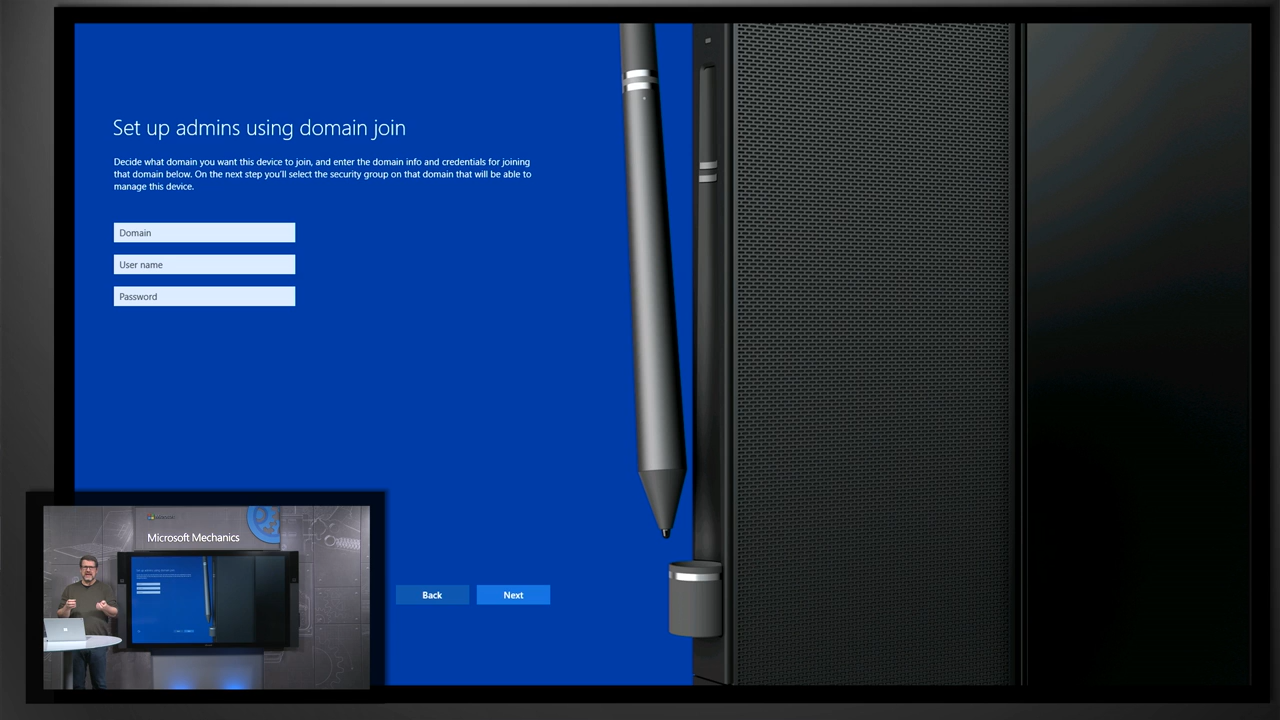 Set up admins using domain join
Decide what domain you want this device to join, and enter the domain info and credentials for joining
that domain below. On the next step you'll select the security group on that domain that will be able to
manage this device.
Domain
User name
Password
Back
Next
Microsoft Mechanics